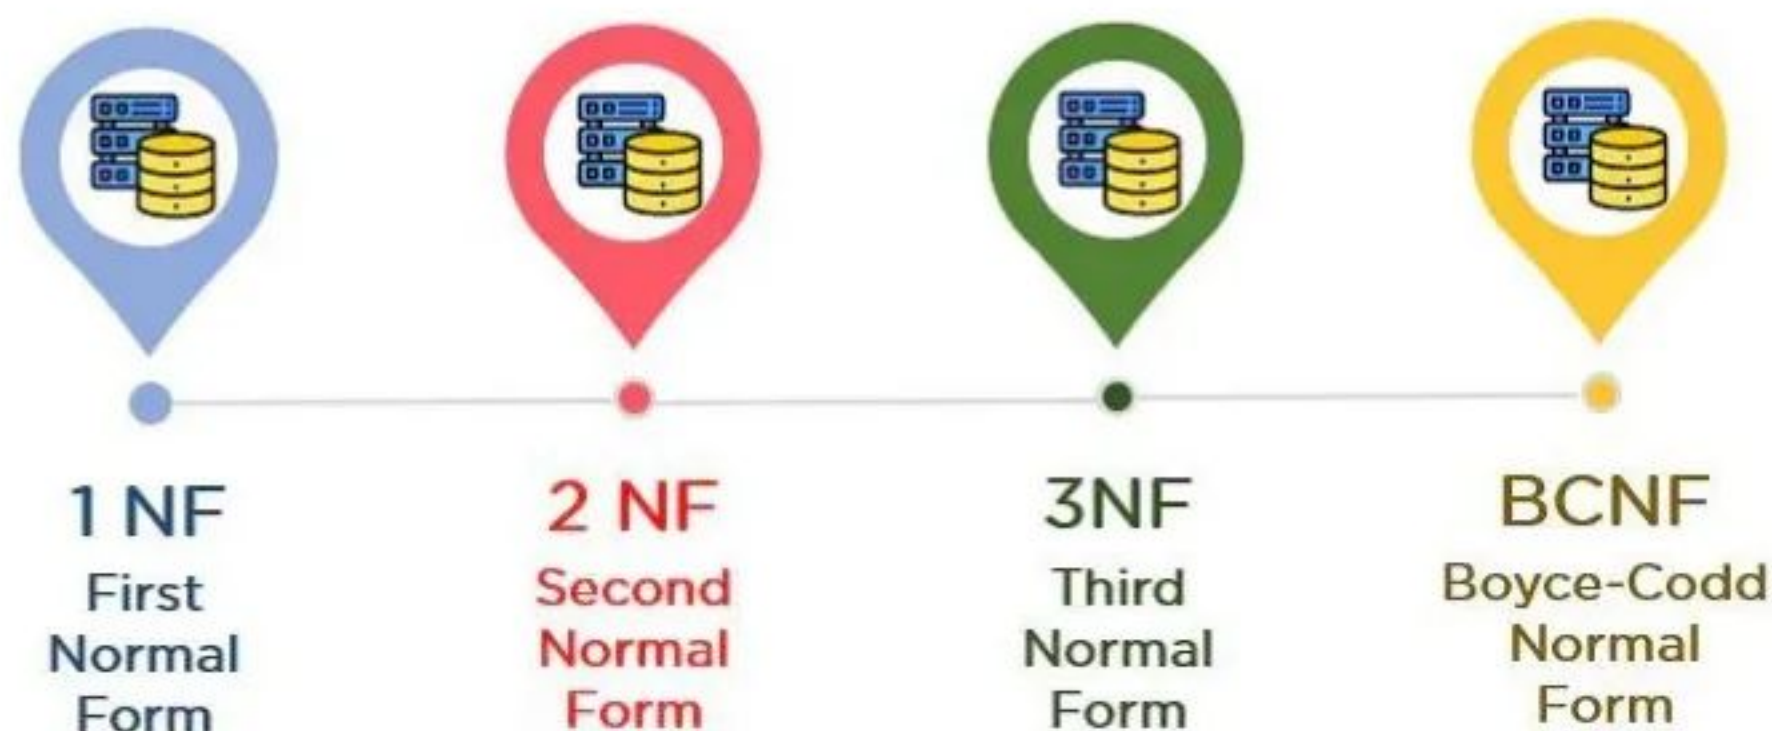 1 NF
First
Normal
Form
2 NF
Second
Normal
Form
3NF
Third
Normal
Form
BCNF
Boyce-Codd
Normal
Form